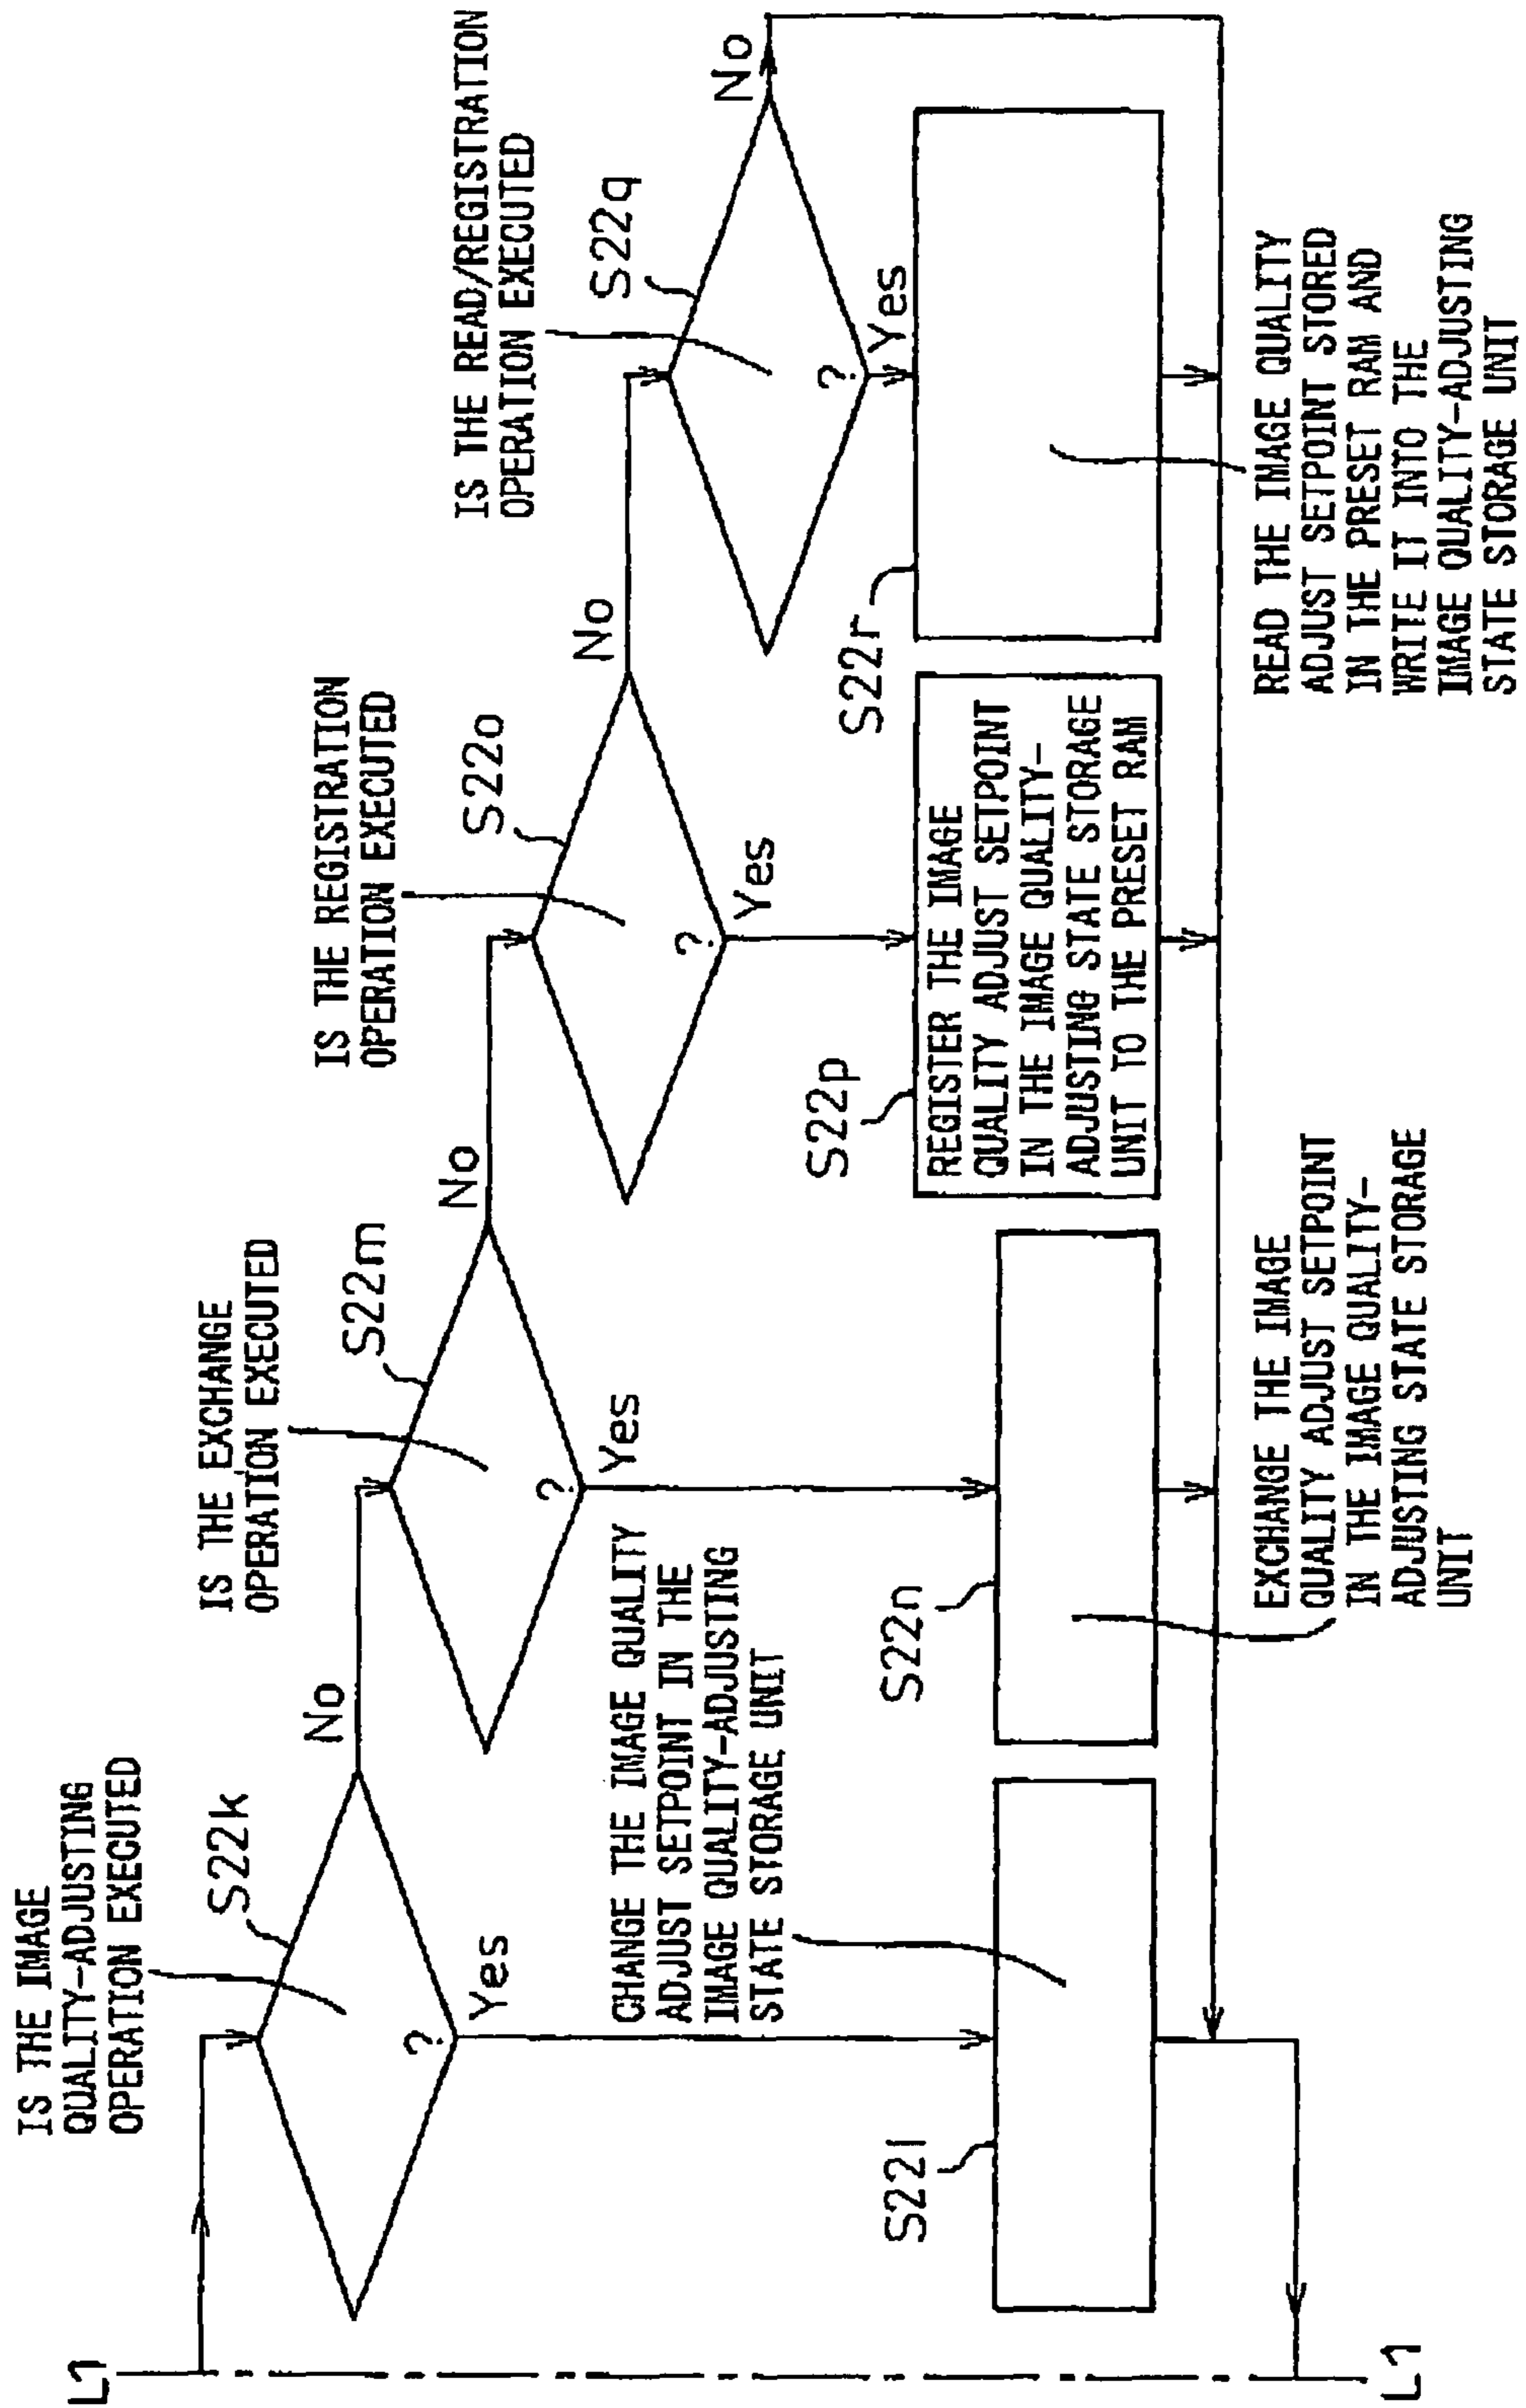 L1
IS THE IMAGE
QUALITY-ADJUSTING
OPERATION EXECUTED
S22k
?
No
Yes
CHANGE THE IMAGE QUALITY
ADJUST SETPOINT IN THE
IMAGE QUALITY-ADJUSTING
STATE STORAGE UNIT
S22l
IS THE EXCHANGE
OPERATION EXECUTED
S22m
?
No
Yes
S22n
EXCHANGE THE IMAGE
QUALITY ADJUST SETPOINT
IN THE IMAGE QUALITY-
ADJUSTING STATE STORAGE
UNIT
IS THE REGISTRATION
OPERATION EXECUTED
S22o
?
No
Yes
S22p
REGISTER THE IMAGE
QUALITY ADJUST SETPOINT
IN THE IMAGE QUALITY-
ADJUSTING STATE STORAGE
UNIT TO THE PRESET RAM
IS THE READ/REGISTRATION
OPERATION EXECUTED
S22q
?
No
Yes
S22r
READ THE IMAGE QUALITY
ADJUST SETPOINT STORED
IN THE PRESET RAM AND
WRITE IT INTO THE
IMAGE QUALITY-ADJUSTING
STATE STORAGE UNIT
L1